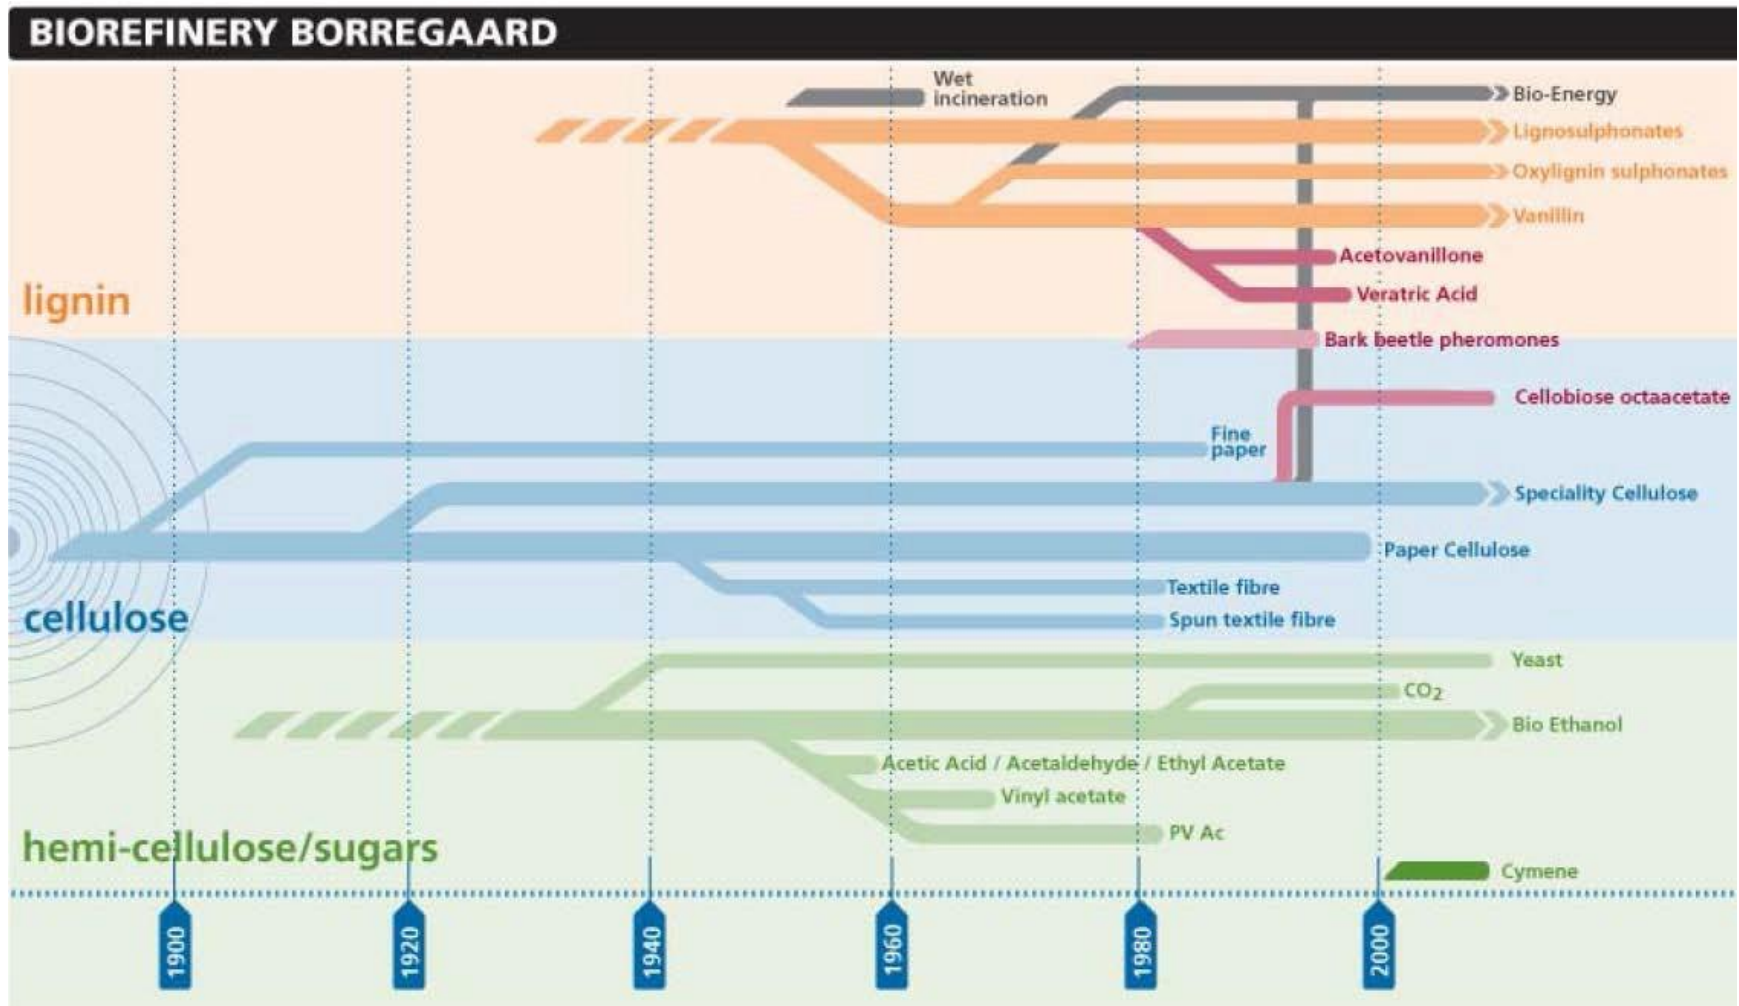 BIOREFINERY BORREGAARD
Wet
incineration
Bio-Energy
Lignosulphonates
Oxylignin sulphonates
Vanillin
Acetovanillone
Veratric Acid
lignin
Bark beetle pheromones
Cellobiose octaacetate
Fine
paper
Speciality Cellulose
Paper Cellulose
Textile fibre
Spun textile fibre
cellulose
Yeast
CO₂
Bio Ethanol
Acetic Acid / Acetaldehyde / Ethyl Acetate
Vinyl acetate
PV Ac
hemi-cellulose/sugars
Cymene
1900
1920
1940
1960
1980
2000